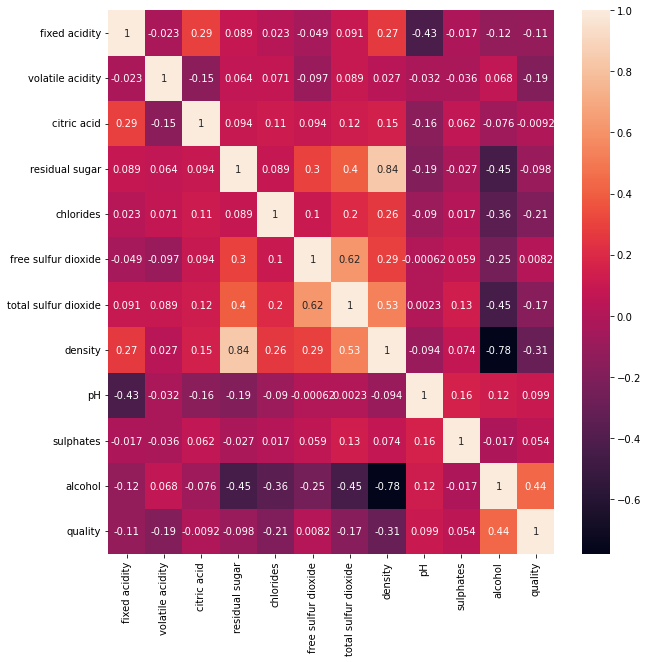 fixed acidity 1 -0.023 0.29 0.089 0.023 -0.049 0.091 0.27 -0.43 -0.017 -0.12 -0.11
volatile acidity -0.023 1 -0.15 0.064 0.071 -0.097 0.089 0.027 -0.032 -0.036 0.068 -0.19
citric acid 0.29 -0.15 1 0.094 0.11 0.094 0.12 0.15 -0.16 0.062 -0.076 -0.0092
residual sugar 0.089 0.064 0.094 1 0.089 0.3 0.4 0.84 -0.19 -0.027 -0.45 -0.098
chlorides 0.023 0.071 0.11 0.089 1 0.1 0.2 0.26 -0.09 0.017 -0.36 -0.21
free sulfur dioxide -0.049 -0.097 0.094 0.3 0.1 1 0.62 0.29 -0.00062 0.059 -0.25 0.0082
total sulfur dioxide 0.091 0.089 0.12 0.4 0.2 0.62 1 0.53 0.0023 0.13 -0.45 -0.17
density 0.27 0.027 0.15 0.84 0.26 0.29 0.53 1 -0.094 0.074 -0.78 -0.31
pH -0.43 -0.032 -0.16 -0.19 -0.09 -0.00062 0.0023 -0.094 1 0.16 0.12 0.099
sulphates -0.017 -0.036 0.062 -0.027 0.017 0.059 0.13 0.074 0.16 1 -0.017 0.054
alcohol -0.12 0.068 -0.076 -0.45 -0.36 -0.25 -0.45 -0.78 0.12 -0.017 1 0.44
quality -0.11 -0.19 -0.0092 -0.098 -0.21 0.0082 -0.17 -0.31 0.099 0.054 0.44 1
fixed acidity
volatile acidity
citric acid
residual sugar
chlorides
free sulfur dioxide
total sulfur dioxide
density
pH
sulphates
alcohol
quality
1.0
0.8
0.6
0.4
0.2
0.0
−0.2
−0.4
−0.6